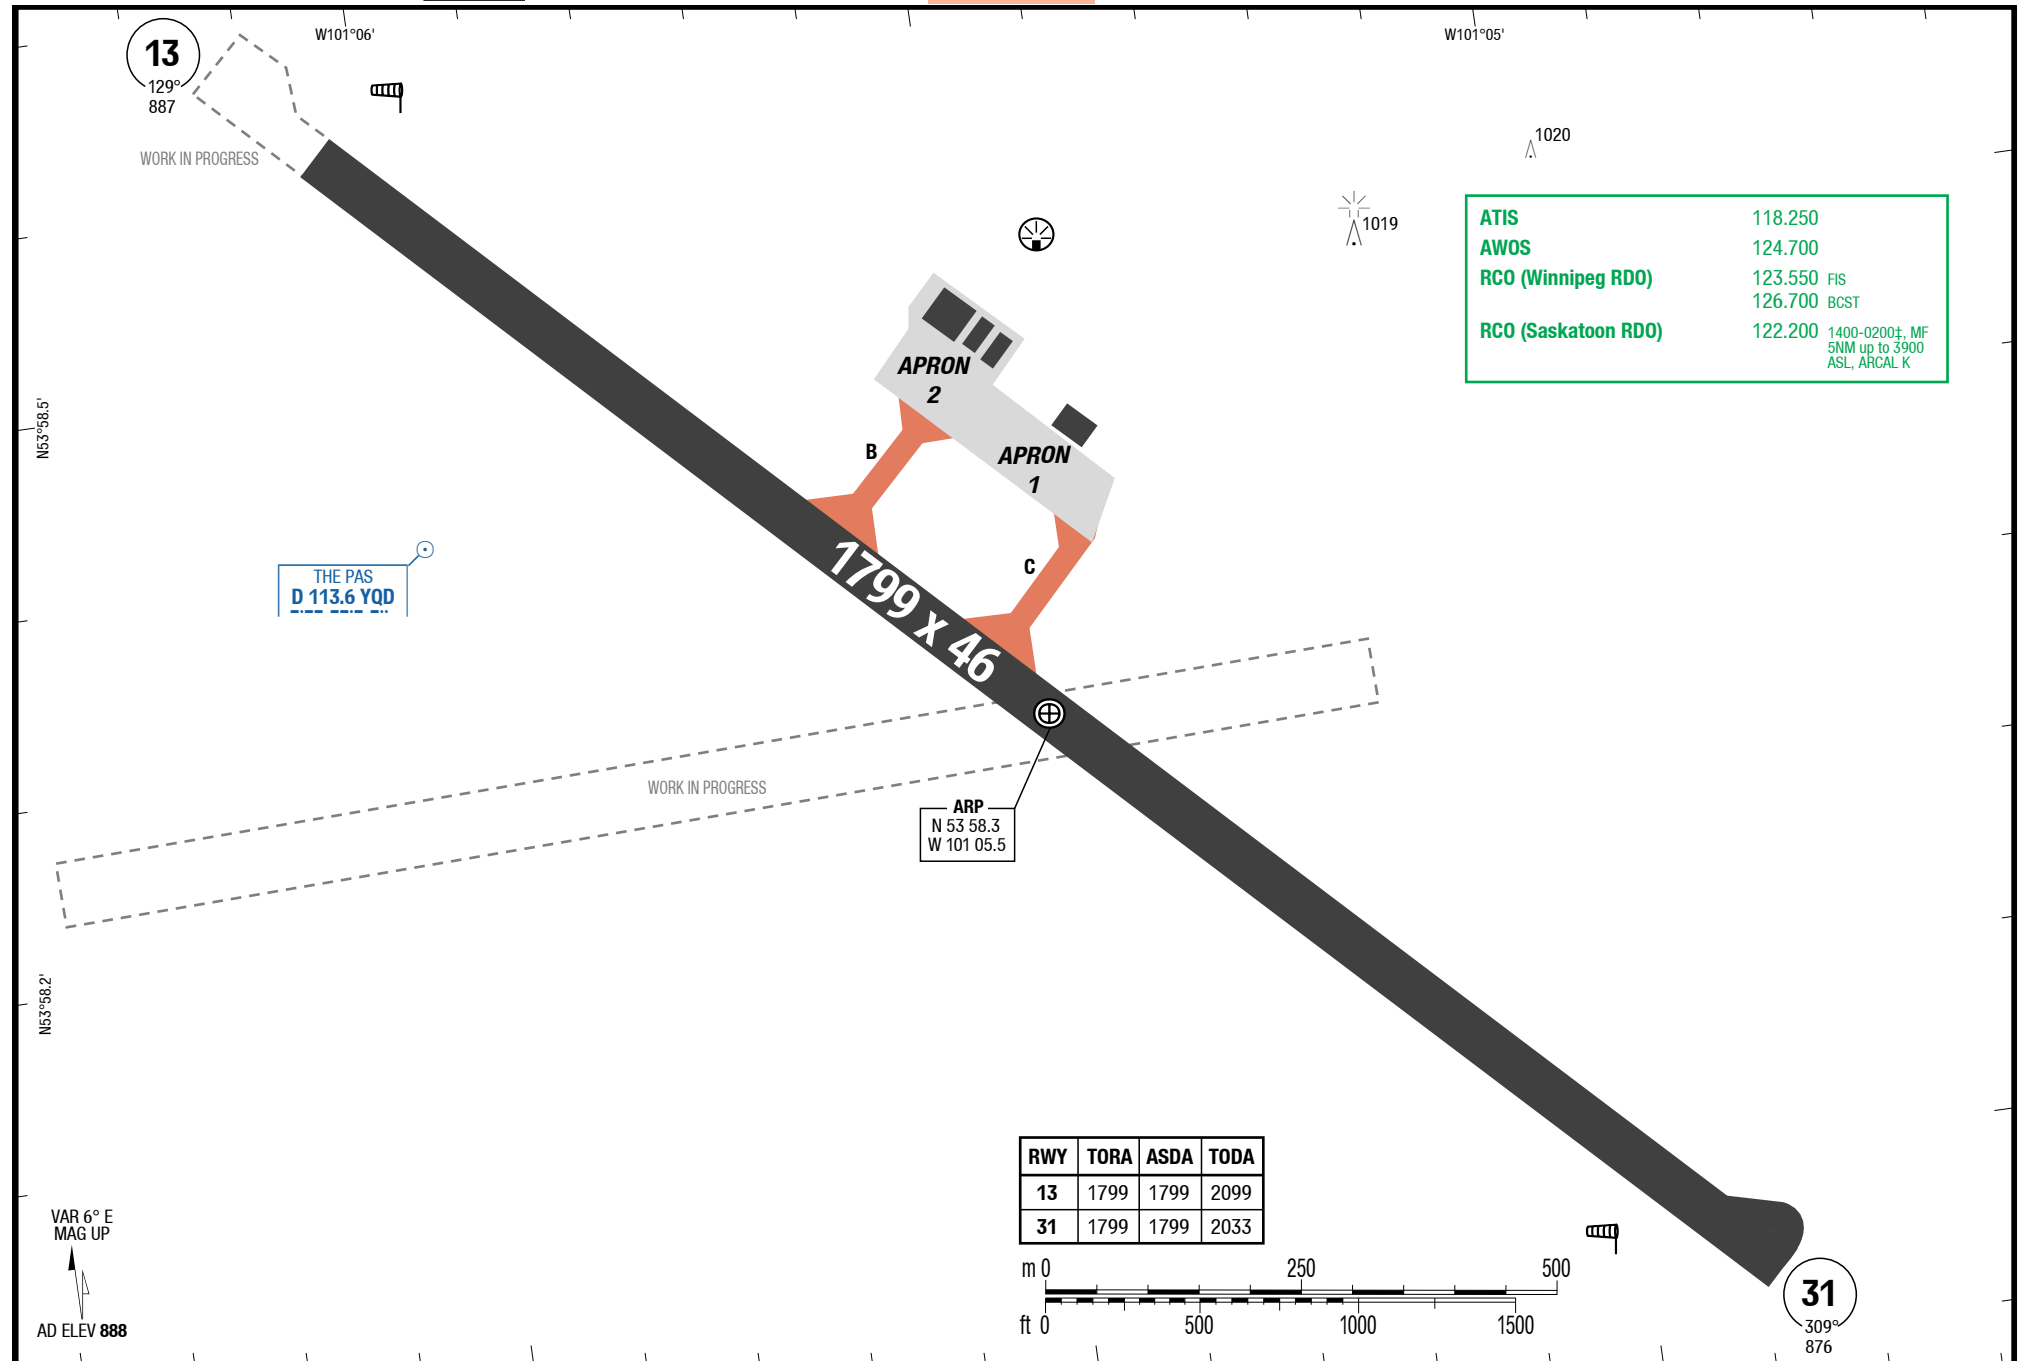 W101°06'
W101°05'
13
129°
887
WORK IN PROGRESS
1020
1019
ATIS 118.250
AWOS 124.700
RCO (Winnipeg RDO) 123.550 FIS
126.700 BCST
RCO (Saskatoon RDO) 122.200 1400-0200‡, MF
5NM up to 3900
ASL, ARCAL K
APRON
2
APRON
1
B
C
N53°58.5'
THE PAS
D 113.6 YQD
1799 x 46
WORK IN PROGRESS
ARP
N 53 58.3
W 101 05.5
N53°58.2'
RWY TORA ASDA TODA
13 1799 1799 2099
31 1799 1799 2033
VAR 6° E
MAG UP
AD ELEV 888
m 0 250 500
ft 0 500 1000 1500
31
309°
876